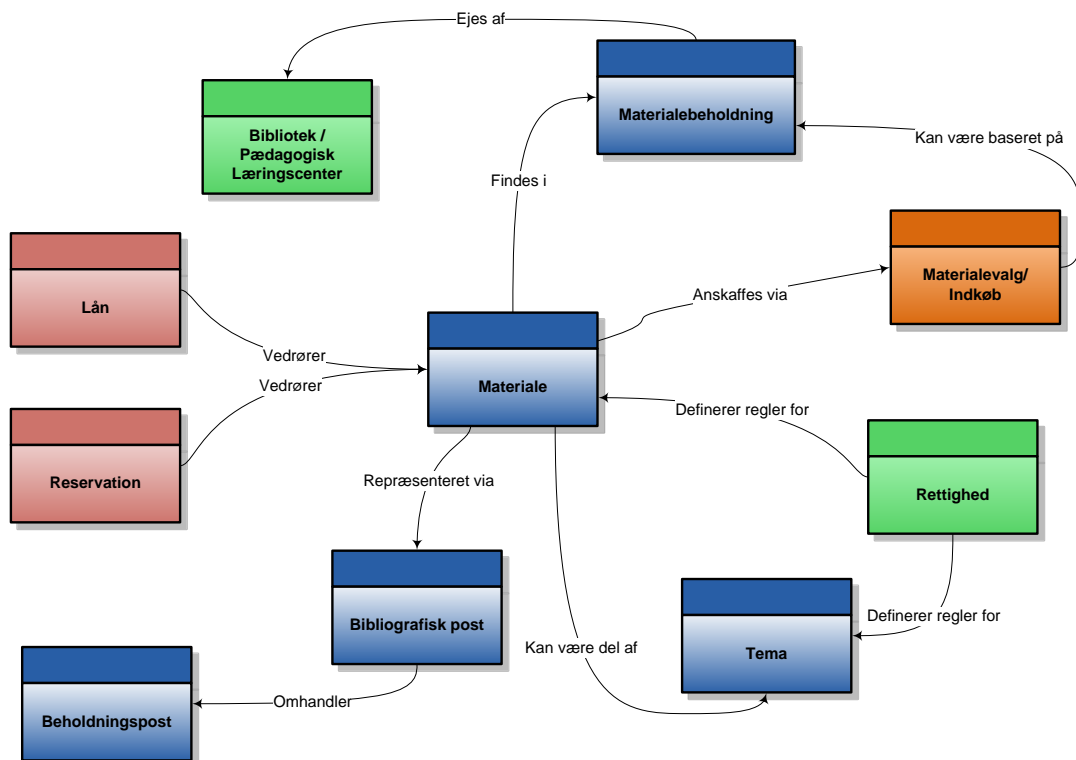 Ejes af
Materialebeholdning
Bibliotek /
Pædagogisk
Læringscenter
Kan være baseret på
Findes i
Materialevalg/
Indkøb
Lån
Anskaffes via
Vedrører
Materiale
Vedrører
Definerer regler for
Reservation
Repræsenteret via
Rettighed
Bibliografisk post
Definerer regler for
Kan være del af
Tema
Omhandler
Beholdningspost